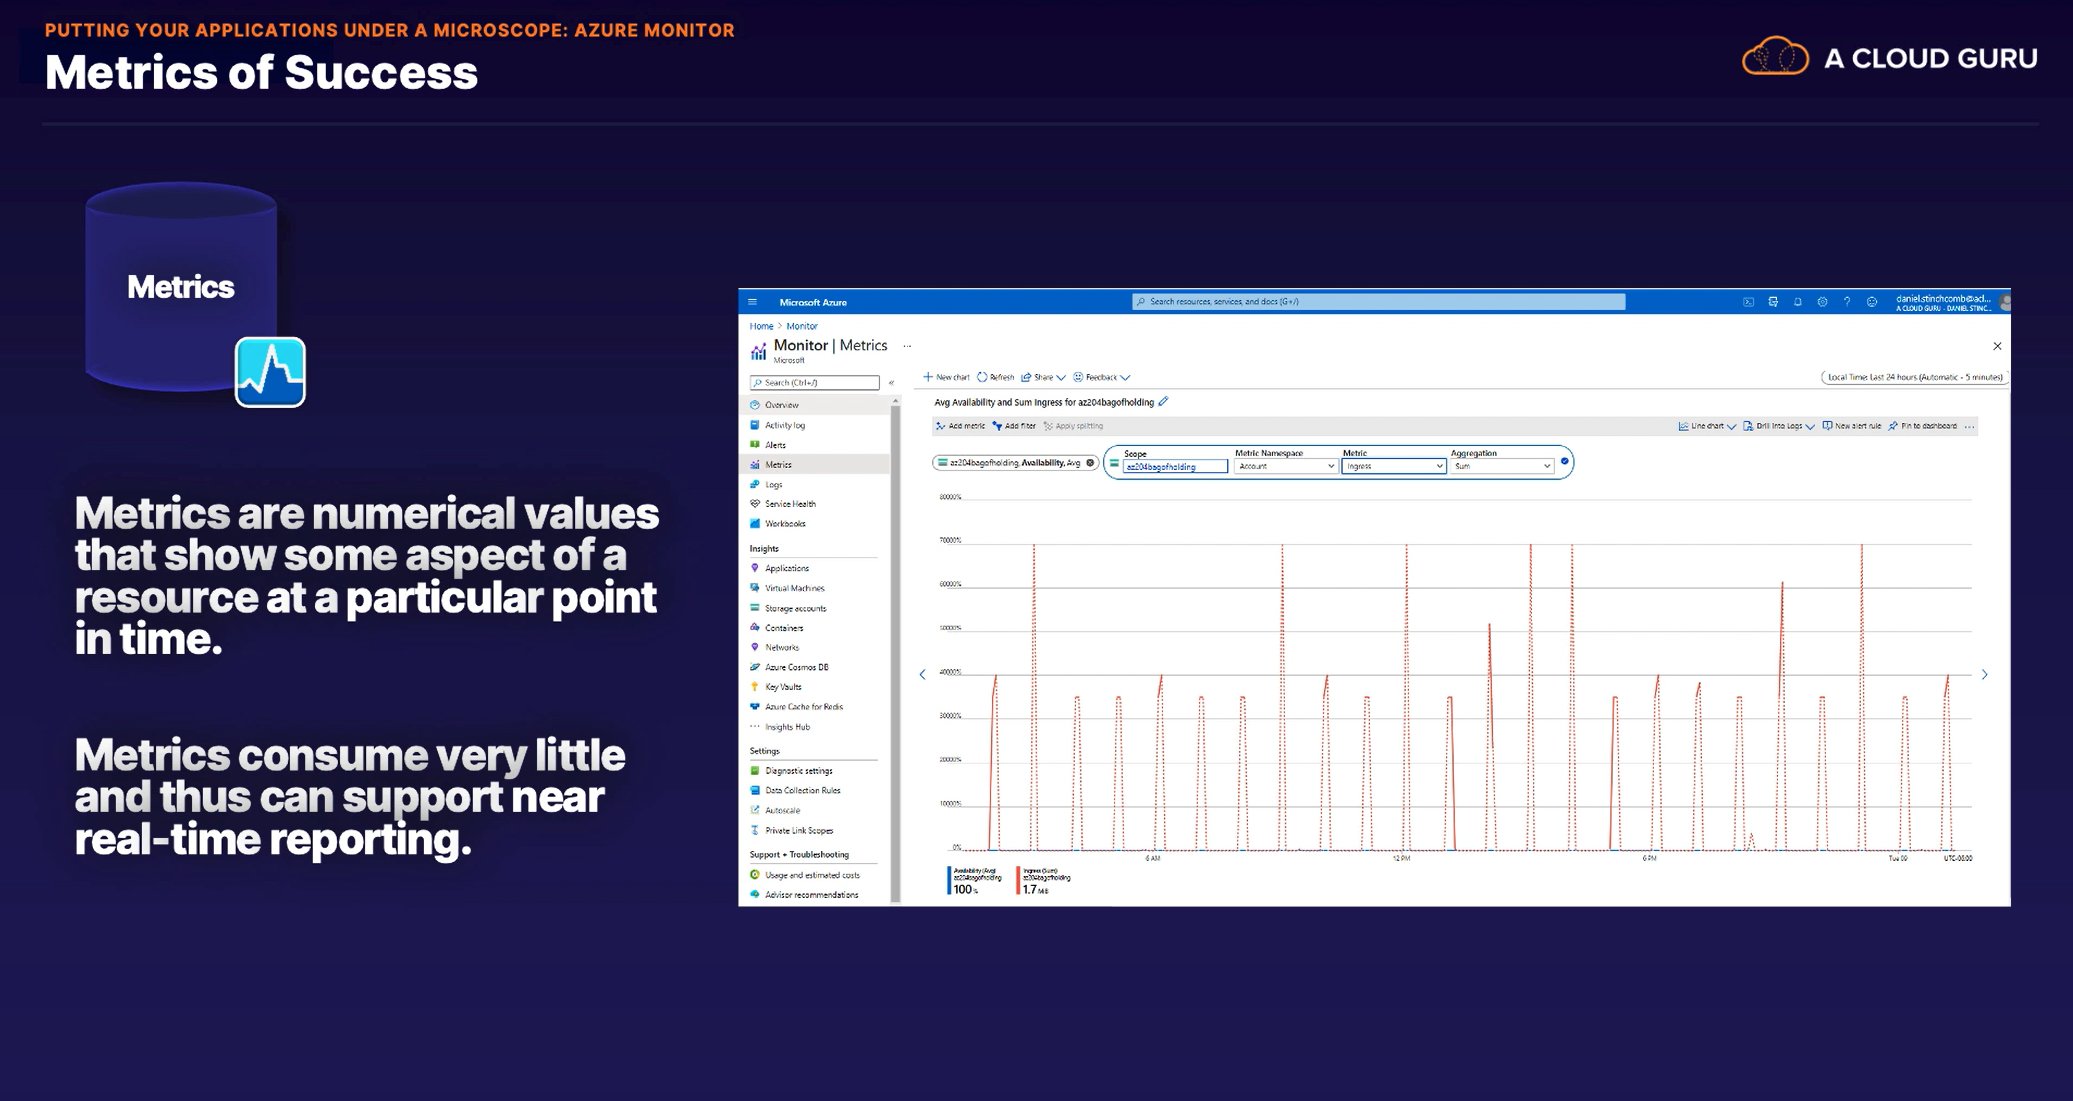 PUTTING YOUR APPLICATIONS UNDER A MICROSCOPE: AZURE MONITOR
Metrics of Success
A CLOUD GURU
Metrics
Metrics are numerical values
that show some aspect of a
resource at a particular point
in time.
Metrics consume very little
and thus can support near
real-time reporting.
Microsoft Azure
Search resources, services, and docs (G+/)
daniel.stinchcomb@acl...
A CLOUD GURU - DANIEL STINC...
Home > Monitor
Monitor | Metrics ...
Microsoft
Search (Ctrl+/)
Overview
Activity log
Alerts
Metrics
Logs
Service Health
Workbooks
Insights
Applications
Virtual Machines
Storage accounts
Containers
Networks
Azure Cosmos DB
Key Vaults
Azure Cache for Redis
Insights Hub
Settings
Diagnostic settings
Data Collection Rules
Autoscale
Private Link Scopes
Support + Troubleshooting
Usage and estimated costs
Advisor recommendations
New chart Refresh Share Feedback
Local Time: Last 24 hours (Automatic - 5 minutes)
Avg Availability and Sum Ingress for az204bagofholding
Add metric Add filter Apply splitting
Line chart Drill into Logs New alert rule Pin to dashboard ...
az204bagofholding, Availability, Avg
Scope Metric Namespace Metric Aggregation
az204bagofholding Account Ingress Sum
80000%
70000%
60000%
50000%
40000%
30000%
20000%
10000%
0%
6 AM 12 PM 6 PM Tue 09 UTC-08:00
Availability (Avg)
az204bagofholding
100 %
Ingress (Sum)
az204bagofholding
1.7 MiB